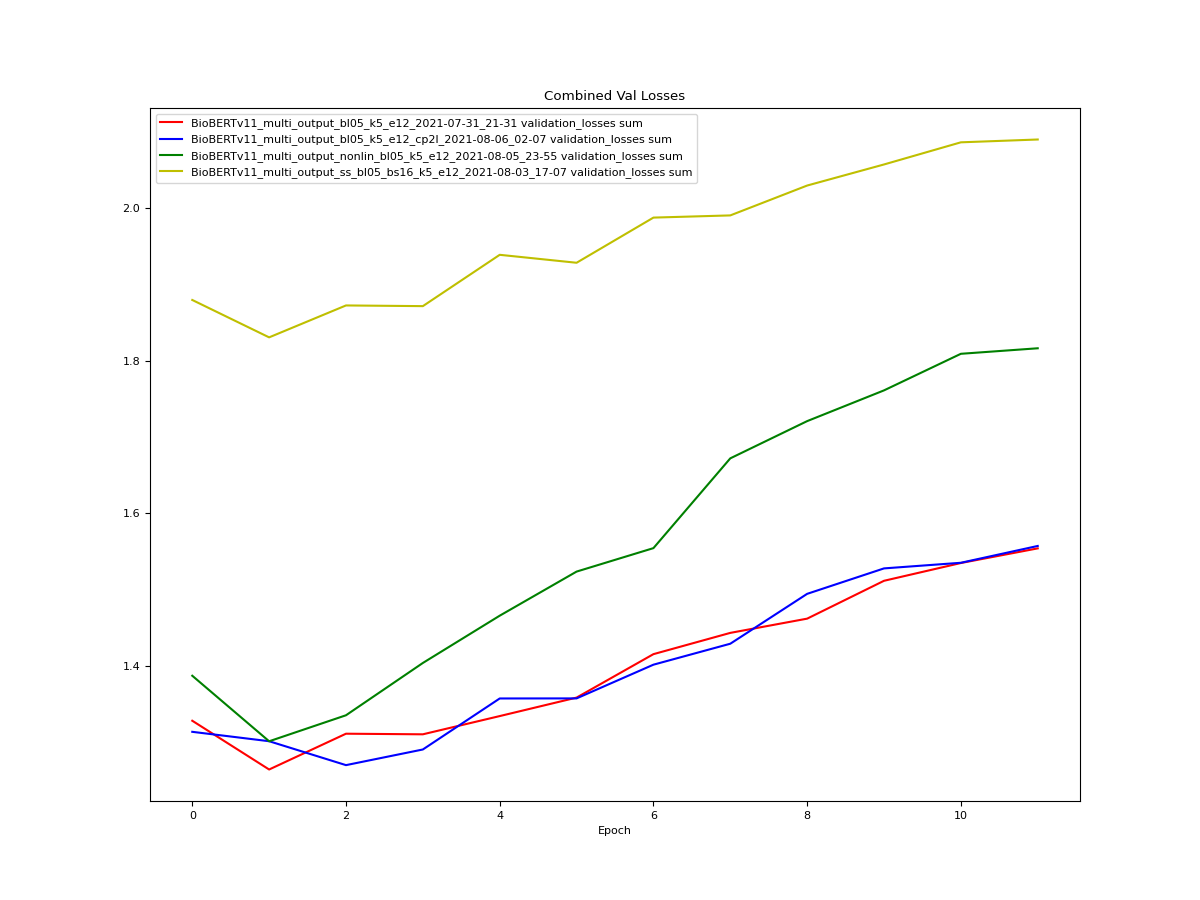 Combined Val Losses
BioBERTv11_multi_output_bl05_k5_e12_2021-07-31_21-31 validation_losses sum
BioBERTv11_multi_output_bl05_k5_e12_cp2l_2021-08-06_02-07 validation_losses sum
BioBERTv11_multi_output_nonlin_bl05_k5_e12_2021-08-05_23-55 validation_losses sum
BioBERTv11_multi_output_ss_bl05_bs16_k5_e12_2021-08-03_17-07 validation_losses sum
2.0
1.8
1.6
1.4
0 2 4 6 8 10
Epoch